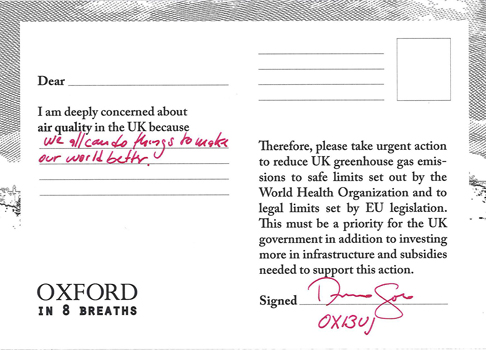 Dear
I am deeply concerned about
air quality in the UK because
we all can do things to make
our world better.
OXFORD
IN 8 BREATHS
Therefore, please take urgent action
to reduce UK greenhouse gas emis-
sions to safe limits set out by the
World Health Organization and to
legal limits set by EU legislation.
This must be a priority for the UK
government in addition to investing
more in infrastructure and subsidies
needed to support this action.
Signed
OX13UJ